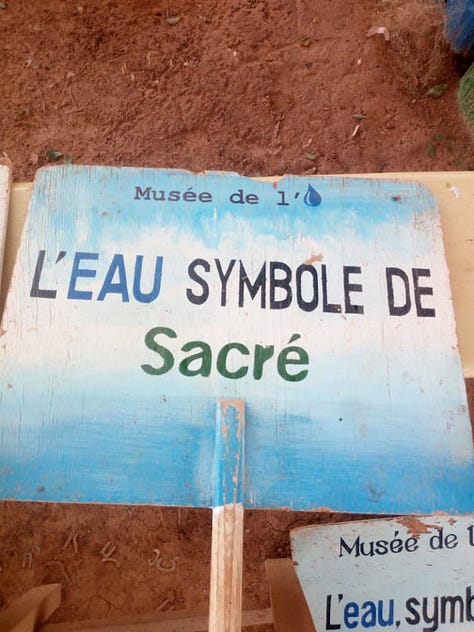 Musée de l'
L'EAU SYMBOLE DE
Sacré
Musée de l
L'eau, symb